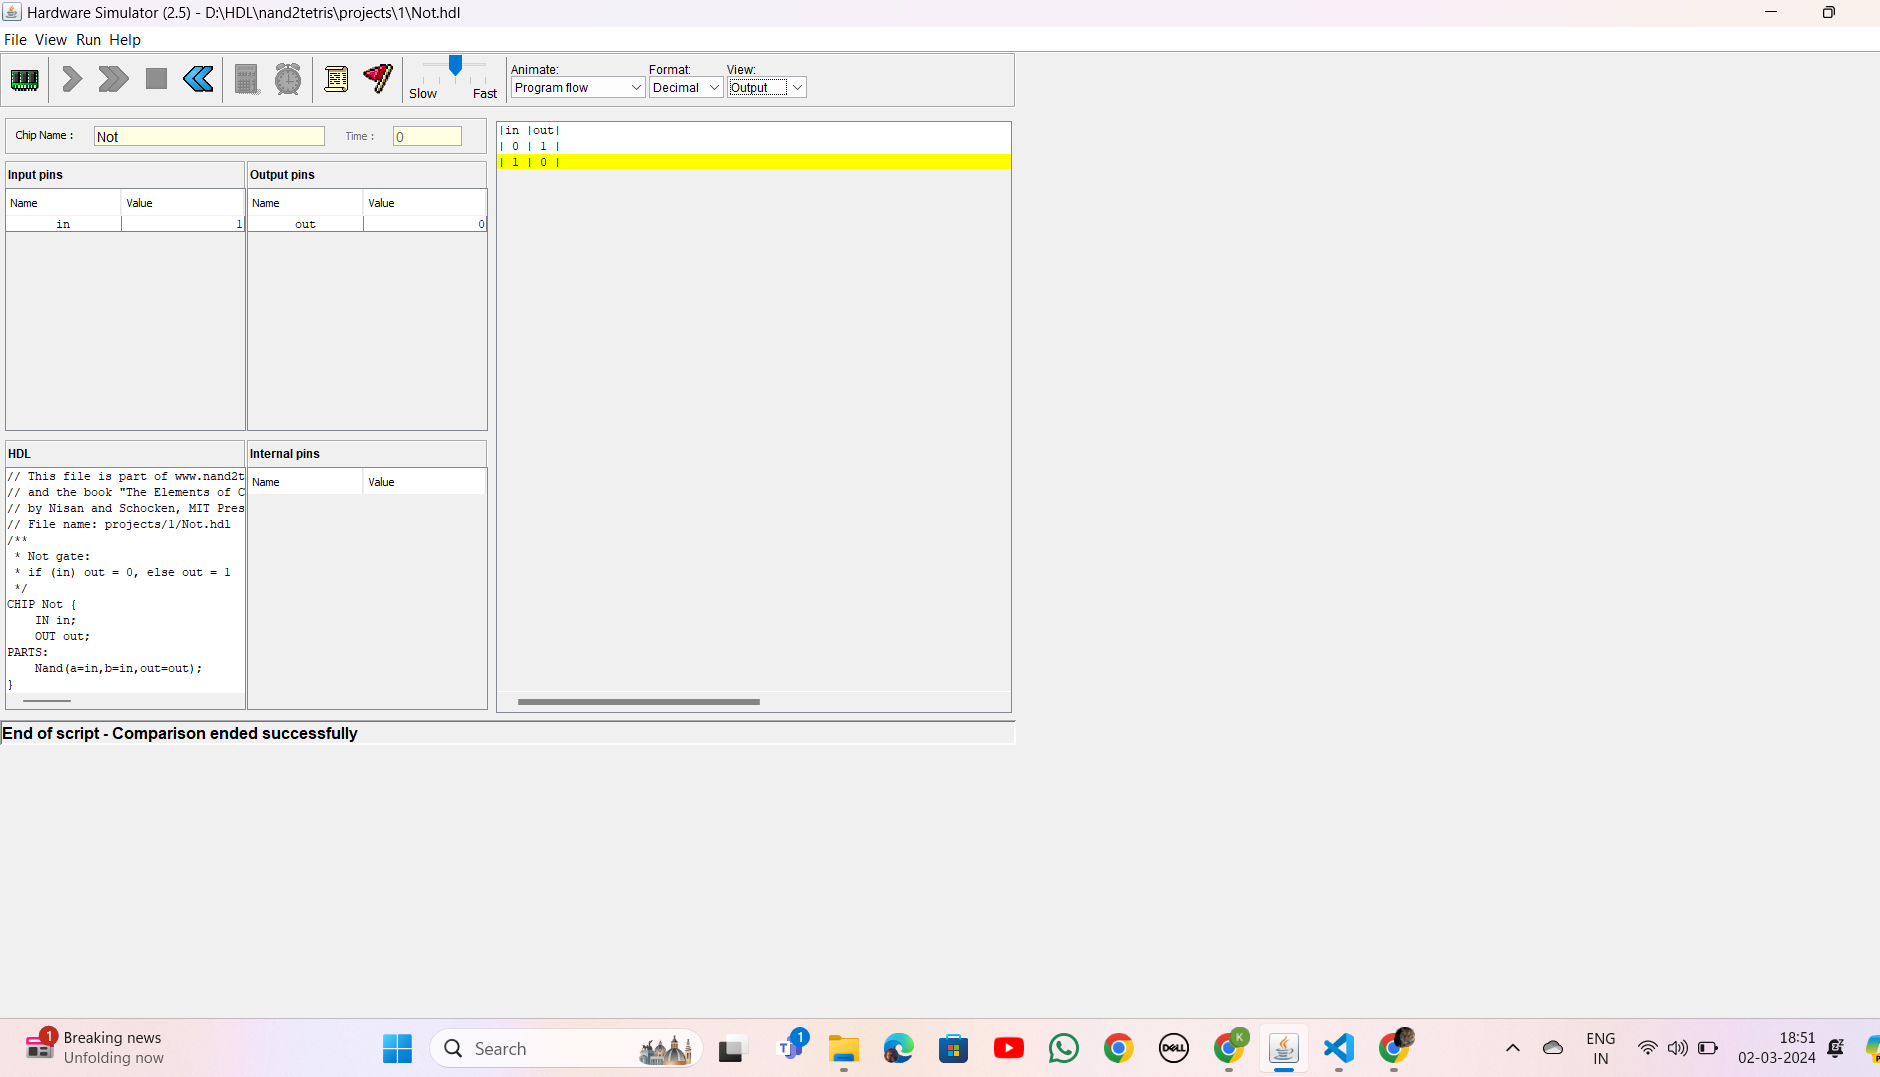 Hardware Simulator (2.5) - D:\HDL\nand2tetris\projects\1\Not.hdl
File View Run Help
Slow Fast
Animate: Format: View:
Program flow Decimal Output
Chip Name : Not Time : 0
Input pins Output pins
Name Value Name Value
in 1 out 0
|in |out|
| 0 | 1 |
| 1 | 0 |
HDL Internal pins
Name Value
// This file is part of www.nand2t
// and the book "The Elements of C
// by Nisan and Schocken, MIT Pres
// File name: projects/1/Not.hdl
/**
 * Not gate:
 * if (in) out = 0, else out = 1
 */
CHIP Not {
    IN in;
    OUT out;
PARTS:
    Nand(a=in,b=in,out=out);
}
End of script - Comparison ended successfully
1 Breaking news
Unfolding now
Search
T 1
DELL
K
ENG
IN
18:51
02-03-2024